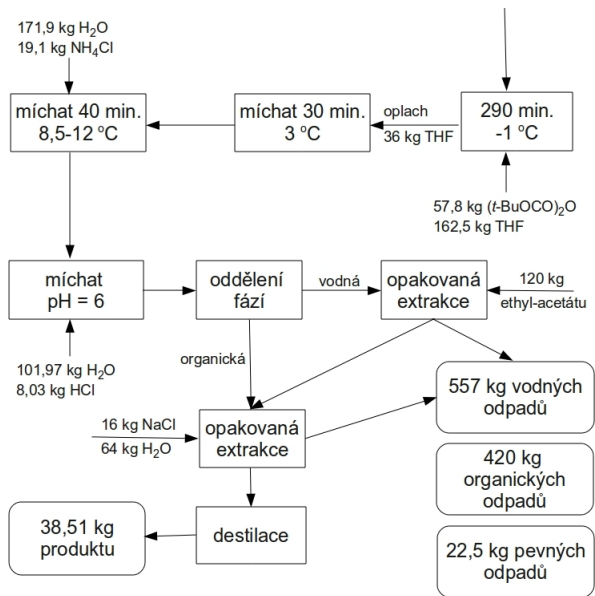 171,9 kg H₂O
19,1 kg NH₄Cl
míchat 40 min.
8,5-12 °C
míchat 30 min.
3 °C
oplach
36 kg THF
290 min.
-1 °C
57,8 kg (t-BuOCO)₂O
162,5 kg THF
míchat
pH = 6
oddělení
fází
vodná
opakovaná
extrakce
120 kg
ethyl-acetátu
101,97 kg H₂O
8,03 kg HCl
organická
557 kg vodných
odpadů
16 kg NaCl
64 kg H₂O
opakovaná
extrakce
420 kg
organických
odpadů
38,51 kg
produktu
destilace
22,5 kg pevných
odpadů